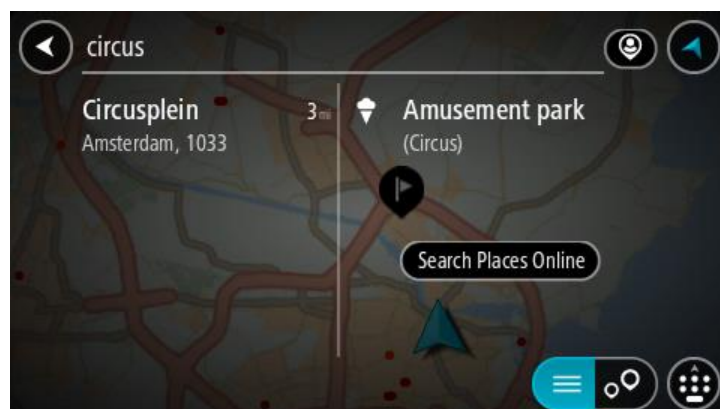 circus
Circusplein 3 mi
Amsterdam, 1033
Amusement park
(Circus)
Search Places Online